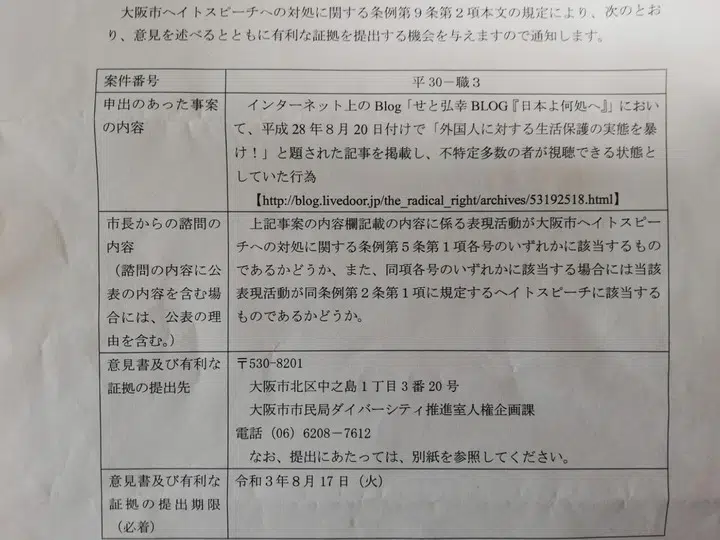 大阪市ヘイトスピーチへの対処に関する条例第９条第２項本文の規定により、次のとお
り、意見を述べるとともに有利な証拠を提出する機会を与えますので通知します。
案件番号
平 30－職３
申出のあった事案
の内容
インターネット上の Blog「せと弘幸 BLOG『日本よ何処へ』」におい
て、平成 28 年８月 20 日付けで「外国人に対する生活保護の実態を暴
け！」と題された記事を掲載し、不特定多数の者が視聴できる状態と
していた行為
【http://blog.livedoor.jp/the_radical_right/archives/53192518.html】
市長からの諮問の
内容
（諮問の内容に公
表の内容を含む場
合には、公表の理
由を含む。）
上記事案の内容欄記載の内容に係る表現活動が大阪市ヘイトスピー
チへの対処に関する条例第５条第１項各号のいずれかに該当するもの
であるかどうか、また、同項各号のいずれかに該当する場合には当該
表現活動が同条例第２条第１項に規定するヘイトスピーチに該当する
ものであるかどうか。
意見書及び有利な
証拠の提出先
〒530-8201
大阪市北区中之島１丁目３番 20 号
大阪市市民局ダイバーシティ推進室人権企画課
電話（06）6208－7612
なお、提出にあたっては、別紙を参照してください。
意見書及び有利な
証拠の提出期限
（必着）
令和３年８月 17 日（火）